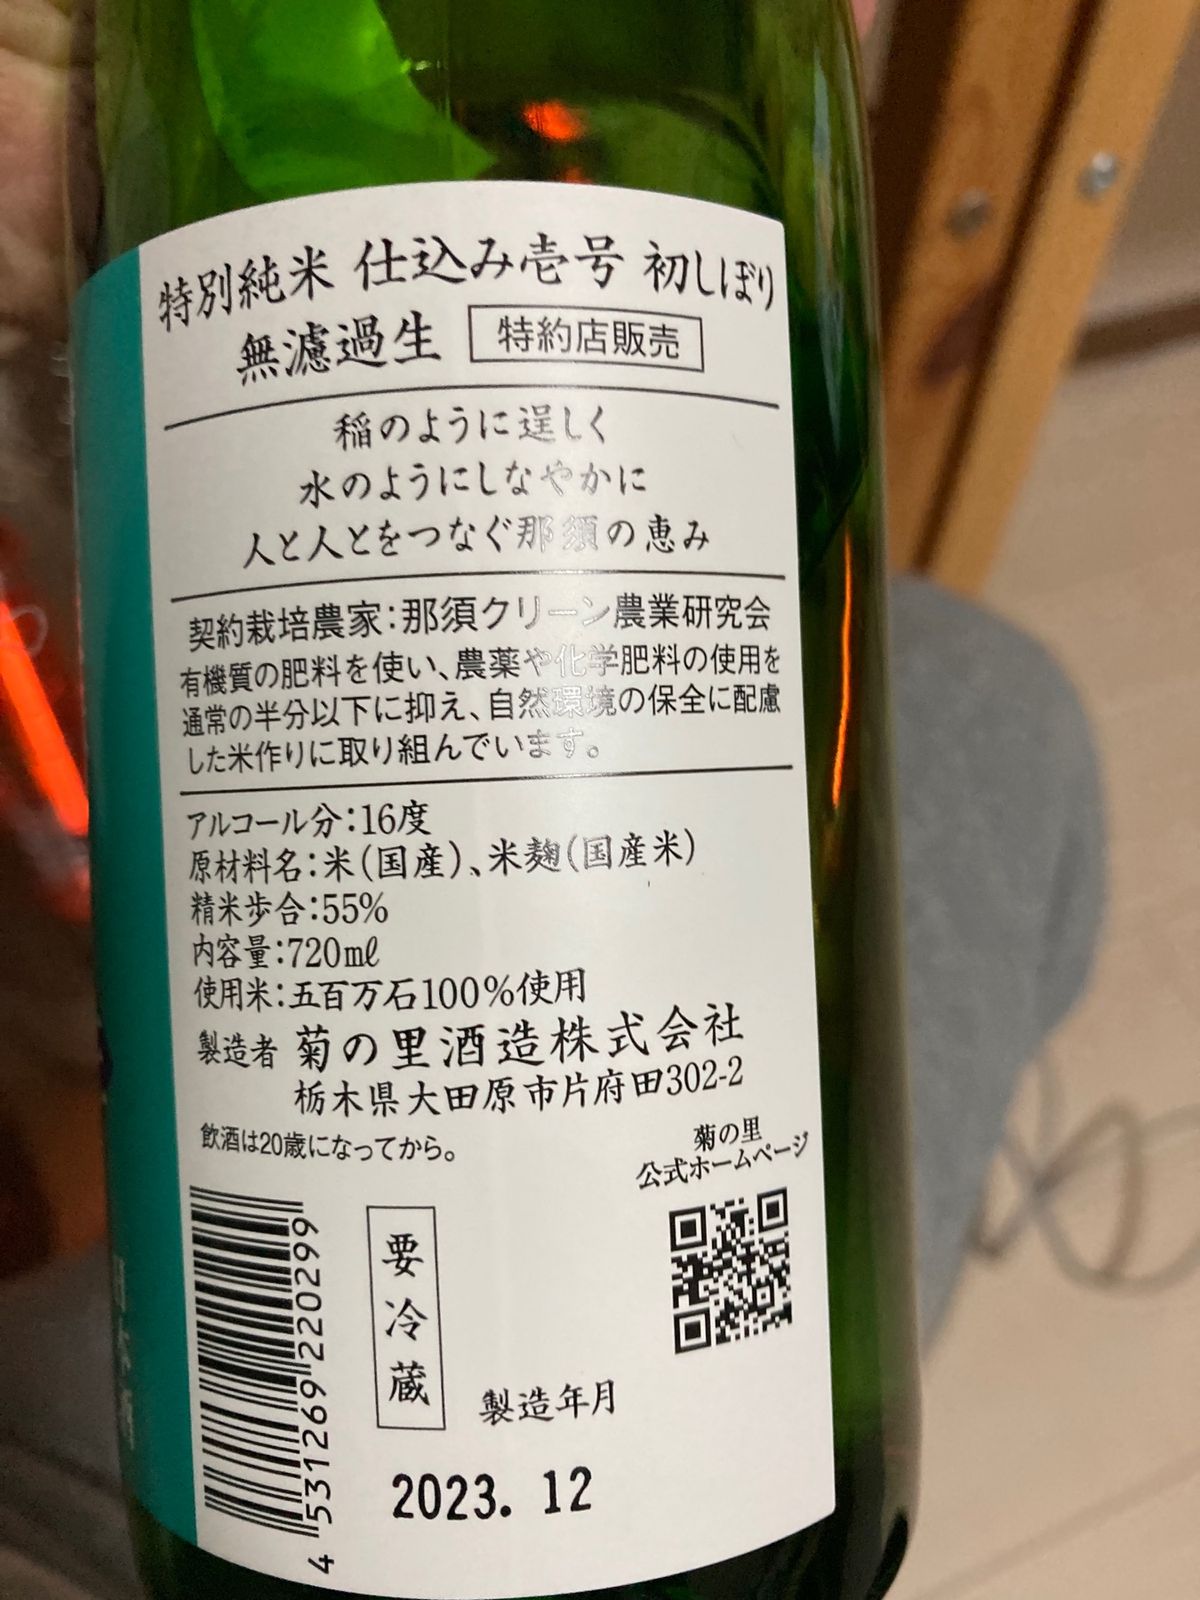 特別純米 仕込み壱号 初しぼり
無濾過生 特約店販売
稲のように逞しく
水のようにしなやかに
人と人とをつなぐ那須の恵み
契約栽培農家:那須クリーン農業研究会
有機質の肥料を使い、農薬や化学肥料の使用を
通常の半分以下に抑え、自然環境の保全に配慮
した米作りに取り組んでいます。
アルコール分:16度
原材料名:米(国産)、米麹(国産米)
精米歩合:55%
内容量:720mℓ
使用米:五百万石100%使用
製造者 菊の里酒造株式会社
栃木県大田原市片府田302-2
飲酒は20歳になってから。
菊の里
公式ホームページ
4 531269 220299
要冷蔵
製造年月
2023. 12